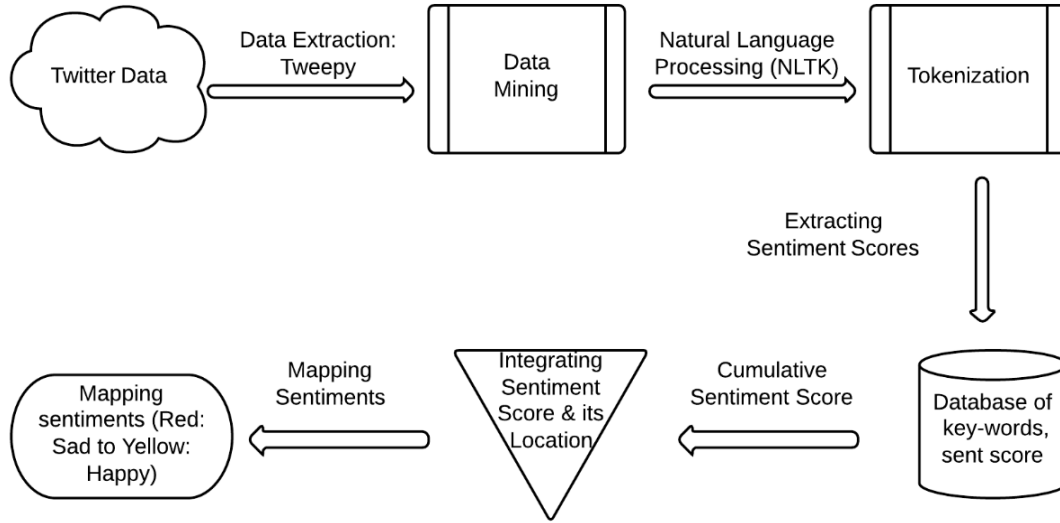 Twitter Data
Data Extraction:
Tweepy
Data
Mining
Natural Language
Processing (NLTK)
Tokenization
Extracting
Sentiment Scores
Database of
key-words,
sent score
Cumulative
Sentiment Score
Integrating
Sentiment
Score & its
Location
Mapping
Sentiments
Mapping
sentiments (Red:
Sad to Yellow:
Happy)